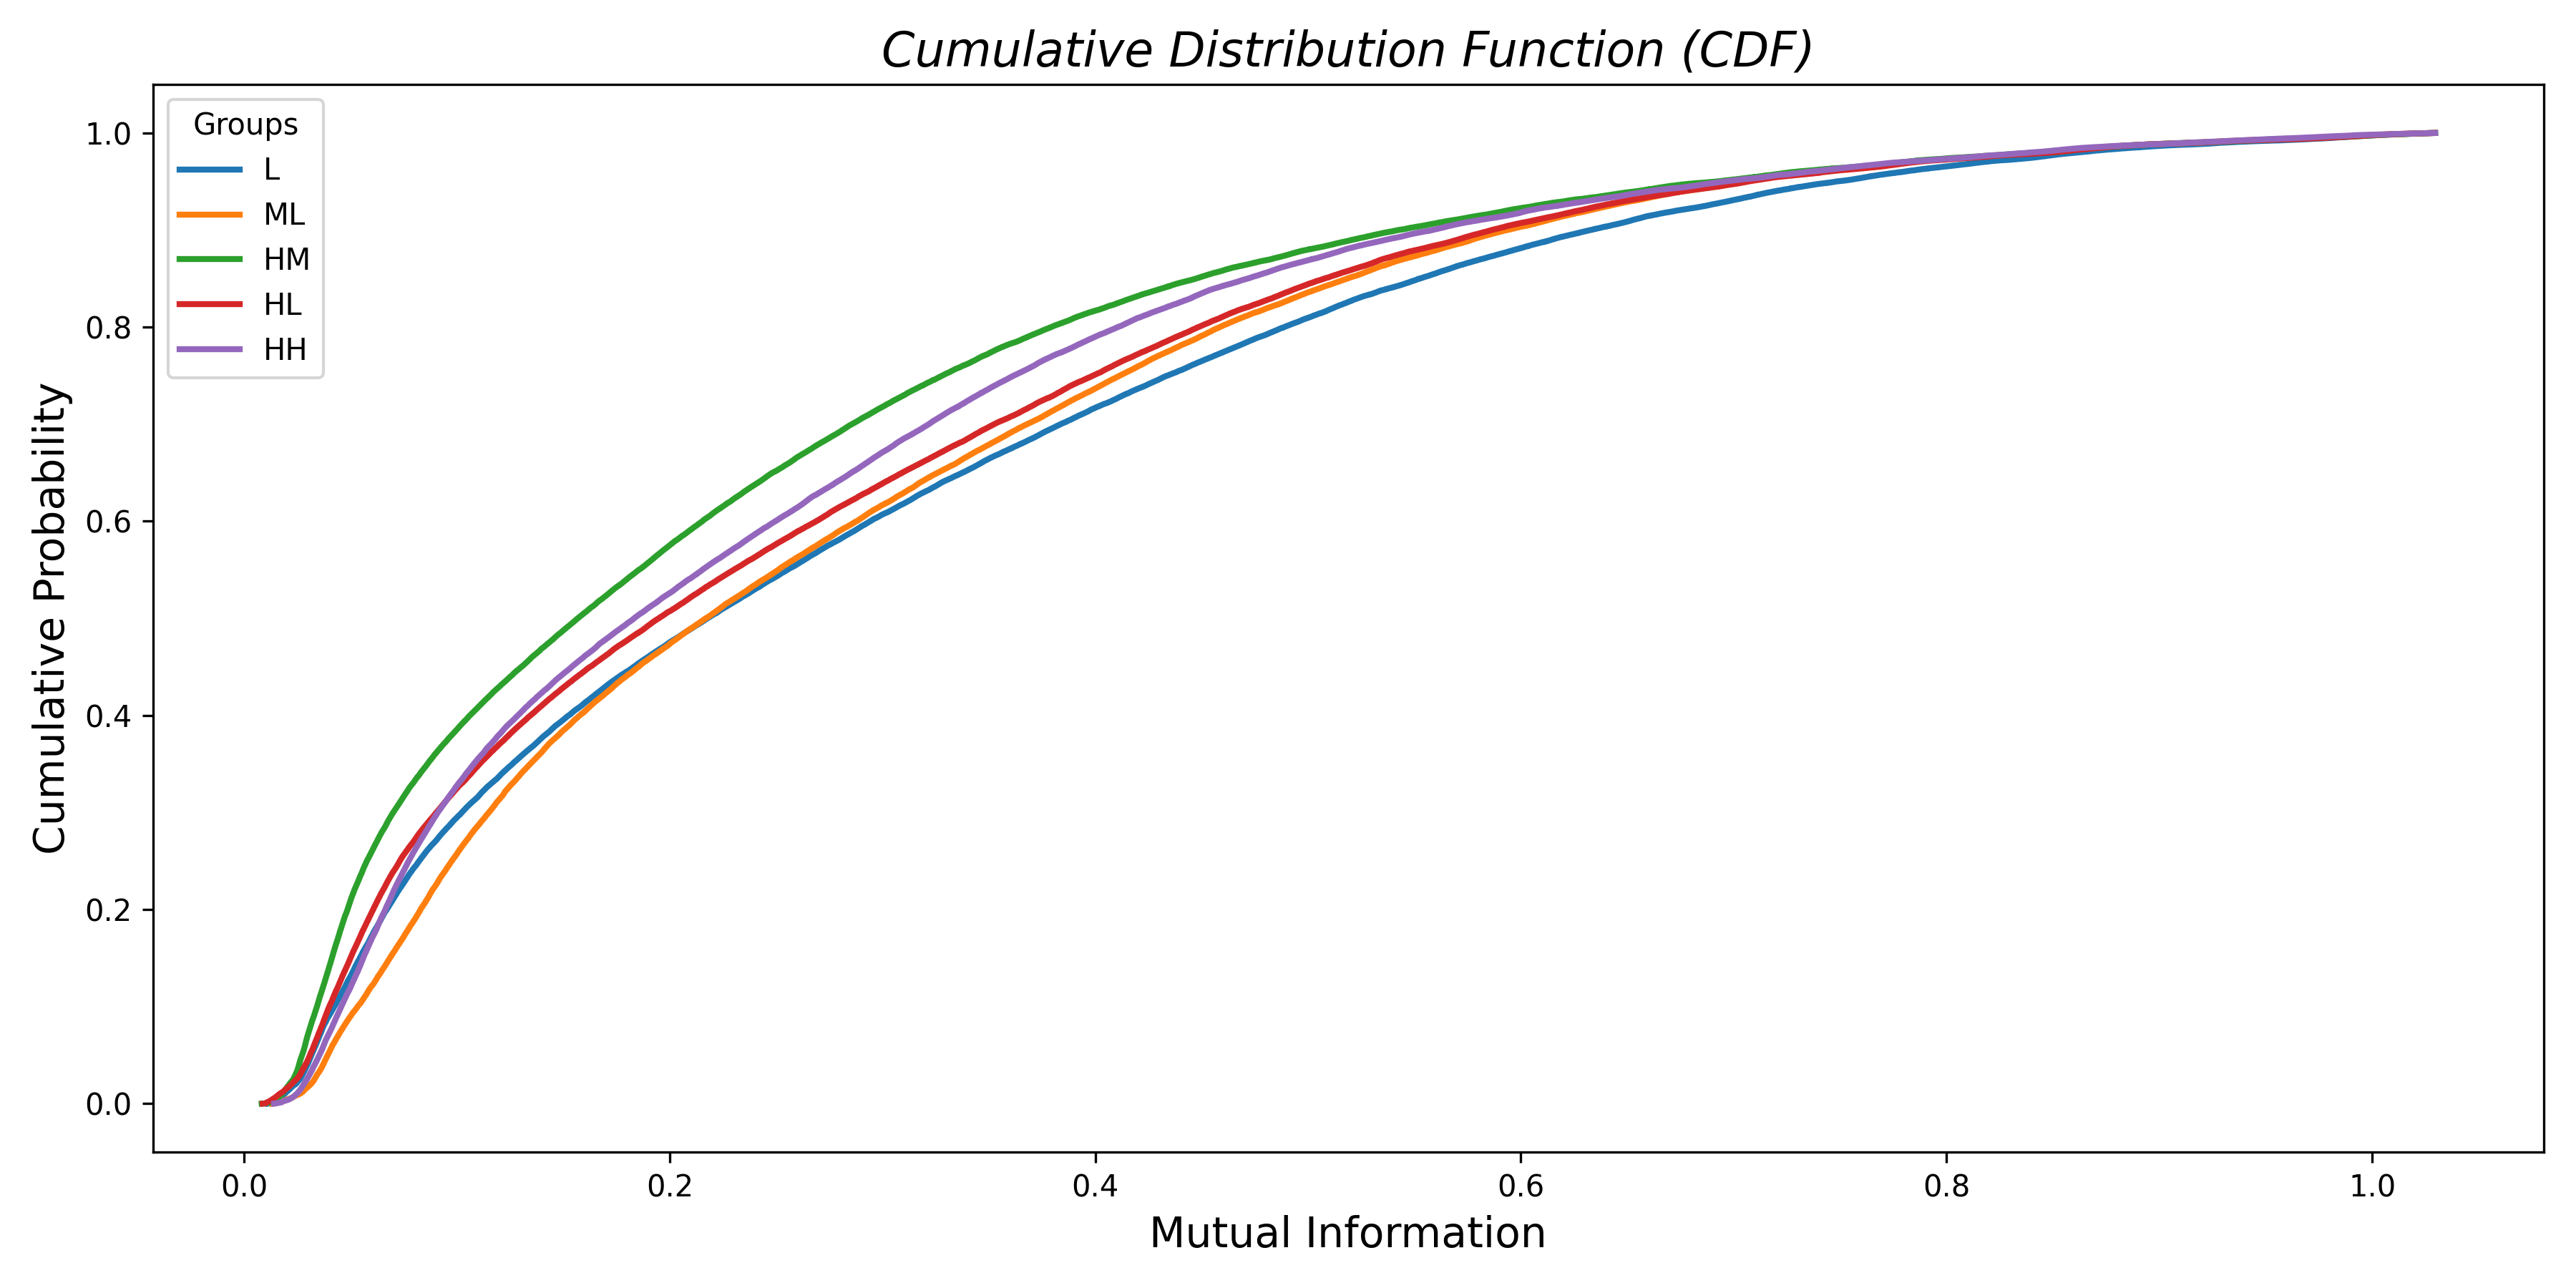 Cumulative Distribution Function (CDF)
Groups
L
ML
HM
HL
HH
Cumulative Probability
1.0
0.8
0.6
0.4
0.2
0.0
0.0 0.2 0.4 0.6 0.8 1.0
Mutual Information